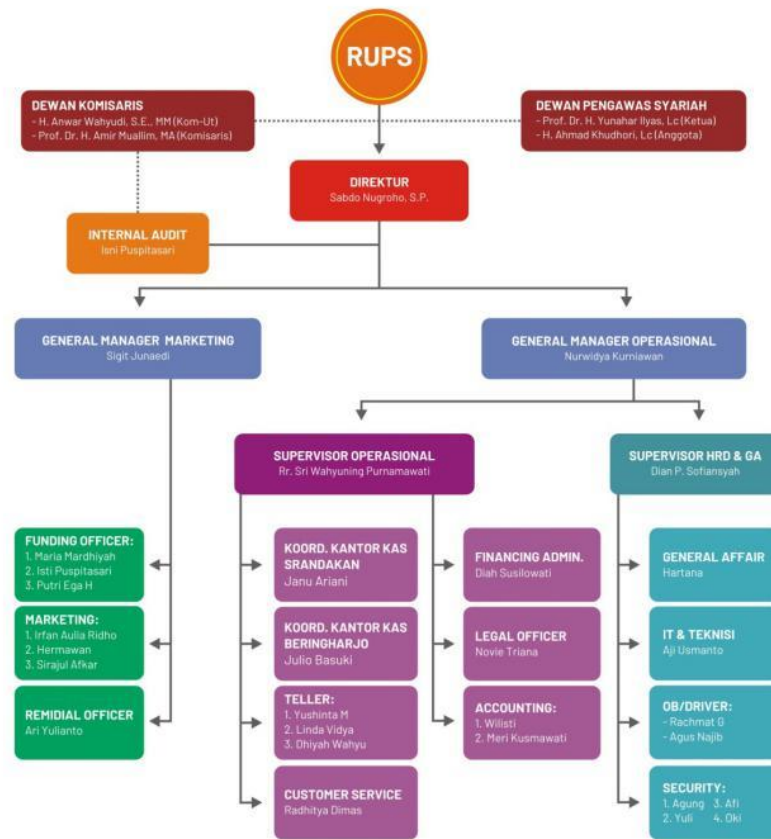 RUPS
DEWAN KOMISARIS
- H. Anwar Wahyudi, S.E., MM (Kom-Ut)
- Prof. Dr. H. Amir Muallim, MA (Komisaris)
DEWAN PENGAWAS SYARIAH
- Prof. Dr. H. Yunahar Ilyas, Lc (Ketua)
- H. Ahmad Khudhori, Lc (Anggota)
DIREKTUR
Sabdo Nugroho, S.P.
INTERNAL AUDIT
Isni Puspitasari
GENERAL MANAGER MARKETING
Sigit Junaedi
GENERAL MANAGER OPERASIONAL
Nurwidya Kurniawan
SUPERVISOR OPERASIONAL
Rr. Sri Wahyuning Purnamawati
SUPERVISOR HRD & GA
Dian P. Sofiansyah
FUNDING OFFICER:
1. Maria Mardhiyah
2. Isti Puspitasari
3. Putri Ega H
MARKETING:
1. Irfan Aulia Ridho
2. Hermawan
3. Sirajul Afkar
REMIDIAL OFFICER
Ari Yulianto
KOORD. KANTOR KAS
SRANDAKAN
Janu Ariani
KOORD. KANTOR KAS
BERINGHARJO
Julio Basuki
TELLER:
1. Yushinta M
2. Linda Vidya
3. Dhiyah Wahyu
CUSTOMER SERVICE
Radhitya Dimas
FINANCING ADMIN.
Diah Susilowati
LEGAL OFFICER
Novie Triana
ACCOUNTING:
1. Wilisti
2. Meri Kusmawati
GENERAL AFFAIR
Hartana
IT & TEKNISI
Aji Usmanto
OB/DRIVER:
- Rachmat G
- Agus Najib
SECURITY:
1. Agung 3. Afi
2. Yuli 4. Oki